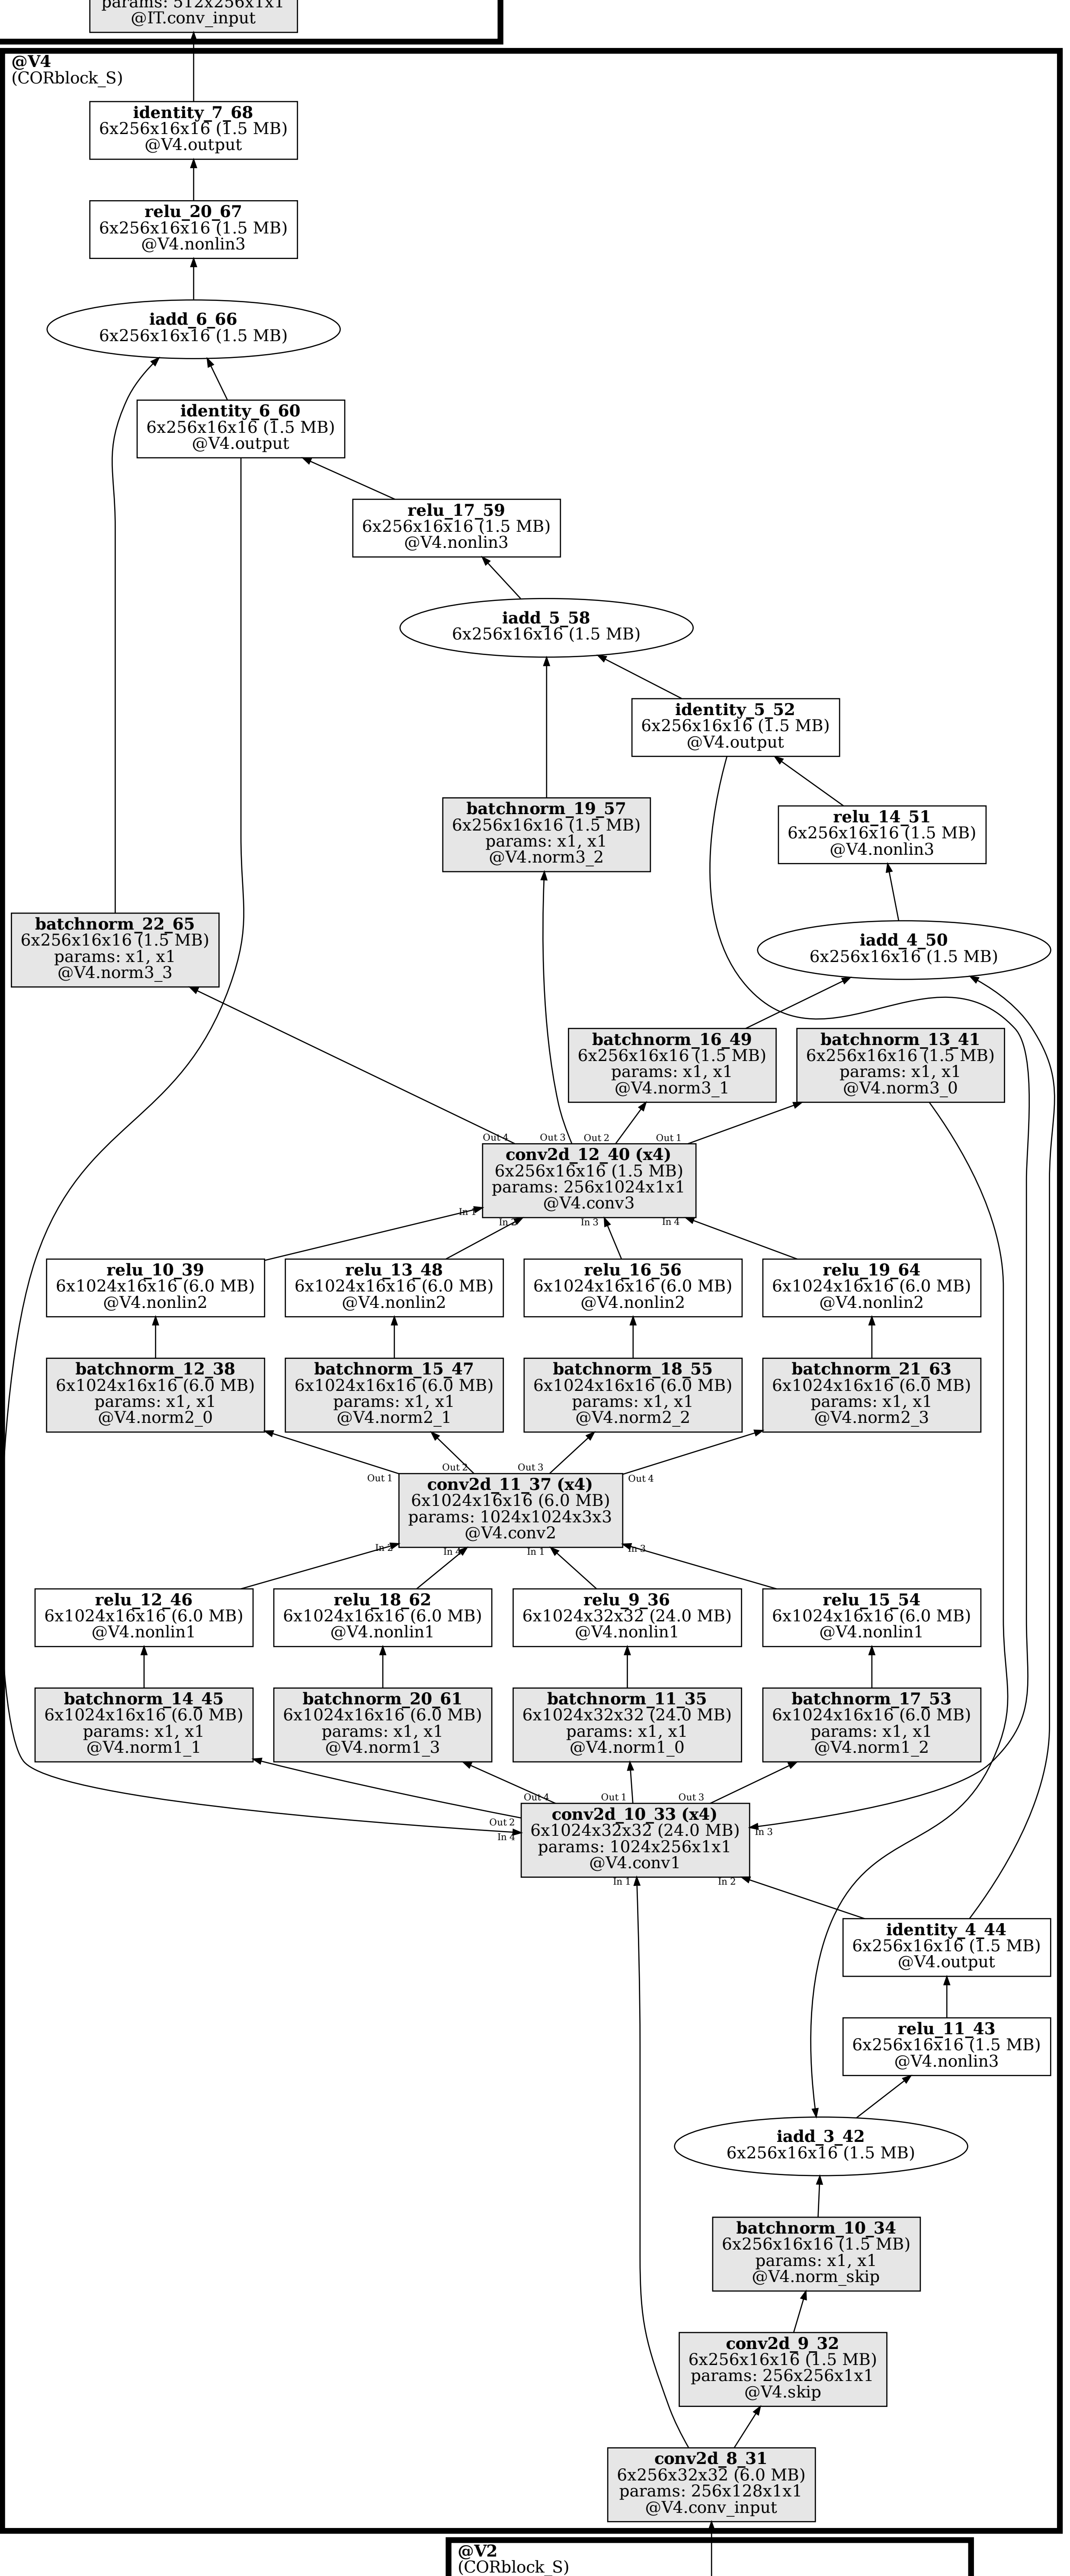 params: 512x256x1x1
@IT.conv_input
@V4
(CORblock_S)
identity_7_68
6x256x16x16 (1.5 MB)
@V4.output
relu_20_67
6x256x16x16 (1.5 MB)
@V4.nonlin3
iadd_6_66
6x256x16x16 (1.5 MB)
identity_6_60
6x256x16x16 (1.5 MB)
@V4.output
relu_17_59
6x256x16x16 (1.5 MB)
@V4.nonlin3
iadd_5_58
6x256x16x16 (1.5 MB)
identity_5_52
6x256x16x16 (1.5 MB)
@V4.output
batchnorm_19_57
6x256x16x16 (1.5 MB)
params: x1, x1
@V4.norm3_2
relu_14_51
6x256x16x16 (1.5 MB)
@V4.nonlin3
batchnorm_22_65
6x256x16x16 (1.5 MB)
params: x1, x1
@V4.norm3_3
iadd_4_50
6x256x16x16 (1.5 MB)
batchnorm_16_49
6x256x16x16 (1.5 MB)
params: x1, x1
@V4.norm3_1
batchnorm_13_41
6x256x16x16 (1.5 MB)
params: x1, x1
@V4.norm3_0
Out 4 Out 3 Out 2 Out 1
conv2d_12_40 (x4)
6x256x16x16 (1.5 MB)
params: 256x1024x1x1
@V4.conv3
In 1 In 2 In 3 In 4
relu_10_39
6x1024x16x16 (6.0 MB)
@V4.nonlin2
relu_13_48
6x1024x16x16 (6.0 MB)
@V4.nonlin2
relu_16_56
6x1024x16x16 (6.0 MB)
@V4.nonlin2
relu_19_64
6x1024x16x16 (6.0 MB)
@V4.nonlin2
batchnorm_12_38
6x1024x16x16 (6.0 MB)
params: x1, x1
@V4.norm2_0
batchnorm_15_47
6x1024x16x16 (6.0 MB)
params: x1, x1
@V4.norm2_1
batchnorm_18_55
6x1024x16x16 (6.0 MB)
params: x1, x1
@V4.norm2_2
batchnorm_21_63
6x1024x16x16 (6.0 MB)
params: x1, x1
@V4.norm2_3
Out 1 Out 2 Out 3 Out 4
conv2d_11_37 (x4)
6x1024x16x16 (6.0 MB)
params: 1024x1024x3x3
@V4.conv2
In 2 In 4 In 1 In 3
relu_12_46
6x1024x16x16 (6.0 MB)
@V4.nonlin1
relu_18_62
6x1024x16x16 (6.0 MB)
@V4.nonlin1
relu_9_36
6x1024x32x32 (24.0 MB)
@V4.nonlin1
relu_15_54
6x1024x16x16 (6.0 MB)
@V4.nonlin1
batchnorm_14_45
6x1024x16x16 (6.0 MB)
params: x1, x1
@V4.norm1_1
batchnorm_20_61
6x1024x16x16 (6.0 MB)
params: x1, x1
@V4.norm1_3
batchnorm_11_35
6x1024x32x32 (24.0 MB)
params: x1, x1
@V4.norm1_0
batchnorm_17_53
6x1024x16x16 (6.0 MB)
params: x1, x1
@V4.norm1_2
Out 4 Out 1 Out 3
Out 2
In 4
conv2d_10_33 (x4)
6x1024x32x32 (24.0 MB)
params: 1024x256x1x1
@V4.conv1
In 3
In 1 In 2
identity_4_44
6x256x16x16 (1.5 MB)
@V4.output
relu_11_43
6x256x16x16 (1.5 MB)
@V4.nonlin3
iadd_3_42
6x256x16x16 (1.5 MB)
batchnorm_10_34
6x256x16x16 (1.5 MB)
params: x1, x1
@V4.norm_skip
conv2d_9_32
6x256x16x16 (1.5 MB)
params: 256x256x1x1
@V4.skip
conv2d_8_31
6x256x32x32 (6.0 MB)
params: 256x128x1x1
@V4.conv_input
@V2
(CORblock_S)